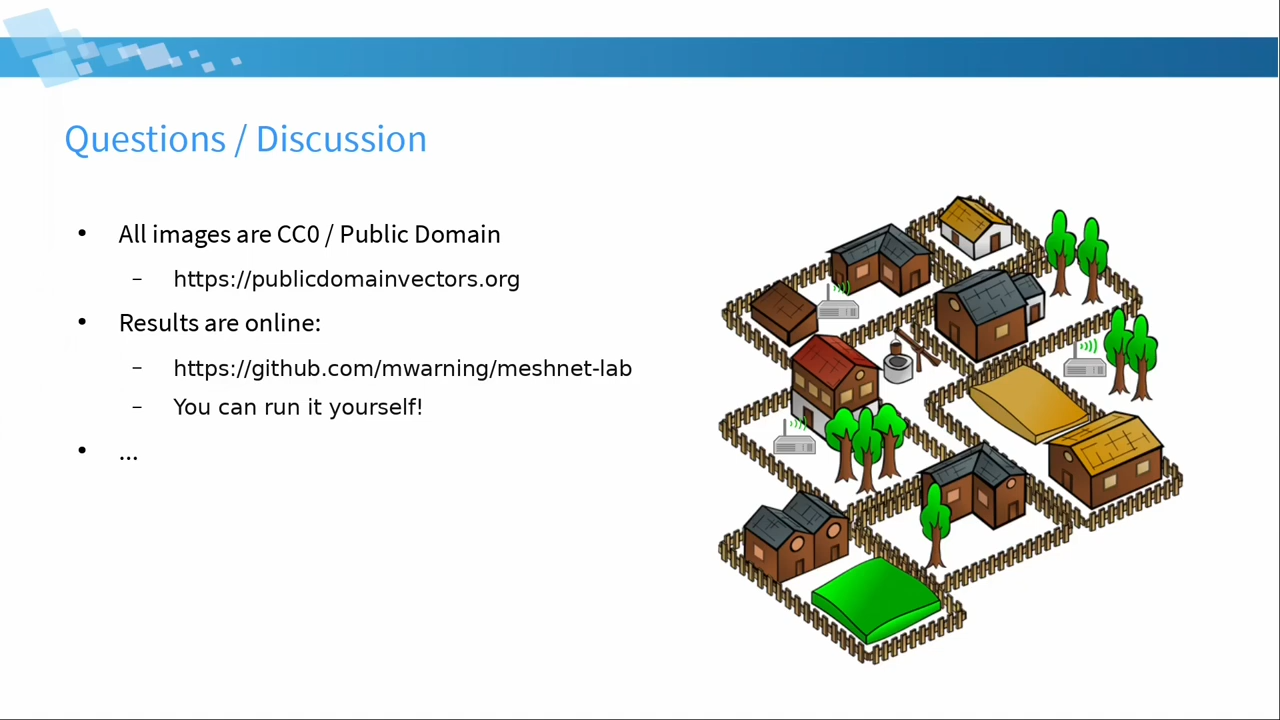 Questions / Discussion
• All images are CC0 / Public Domain
– https://publicdomainvectors.org
• Results are online:
– https://github.com/mwarning/meshnet-lab
– You can run it yourself!
• ...